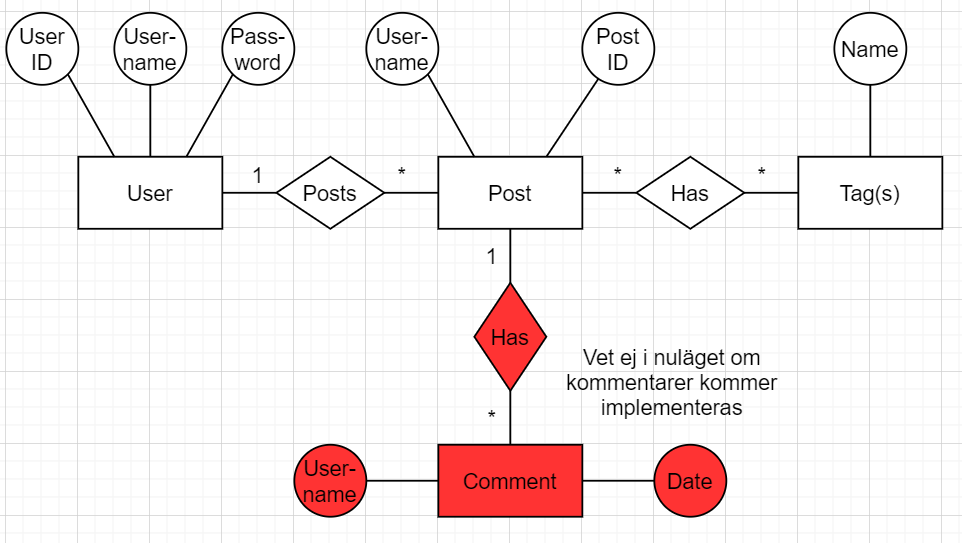 User
ID
User-
name
Pass-
word
User-
name
Post
ID
Name
User
1
Posts
*
Post
*
Has
*
Tag(s)
1
Has
*
Vet ej i nuläget om
kommentarer kommer
implementeras
User-
name
Comment
Date